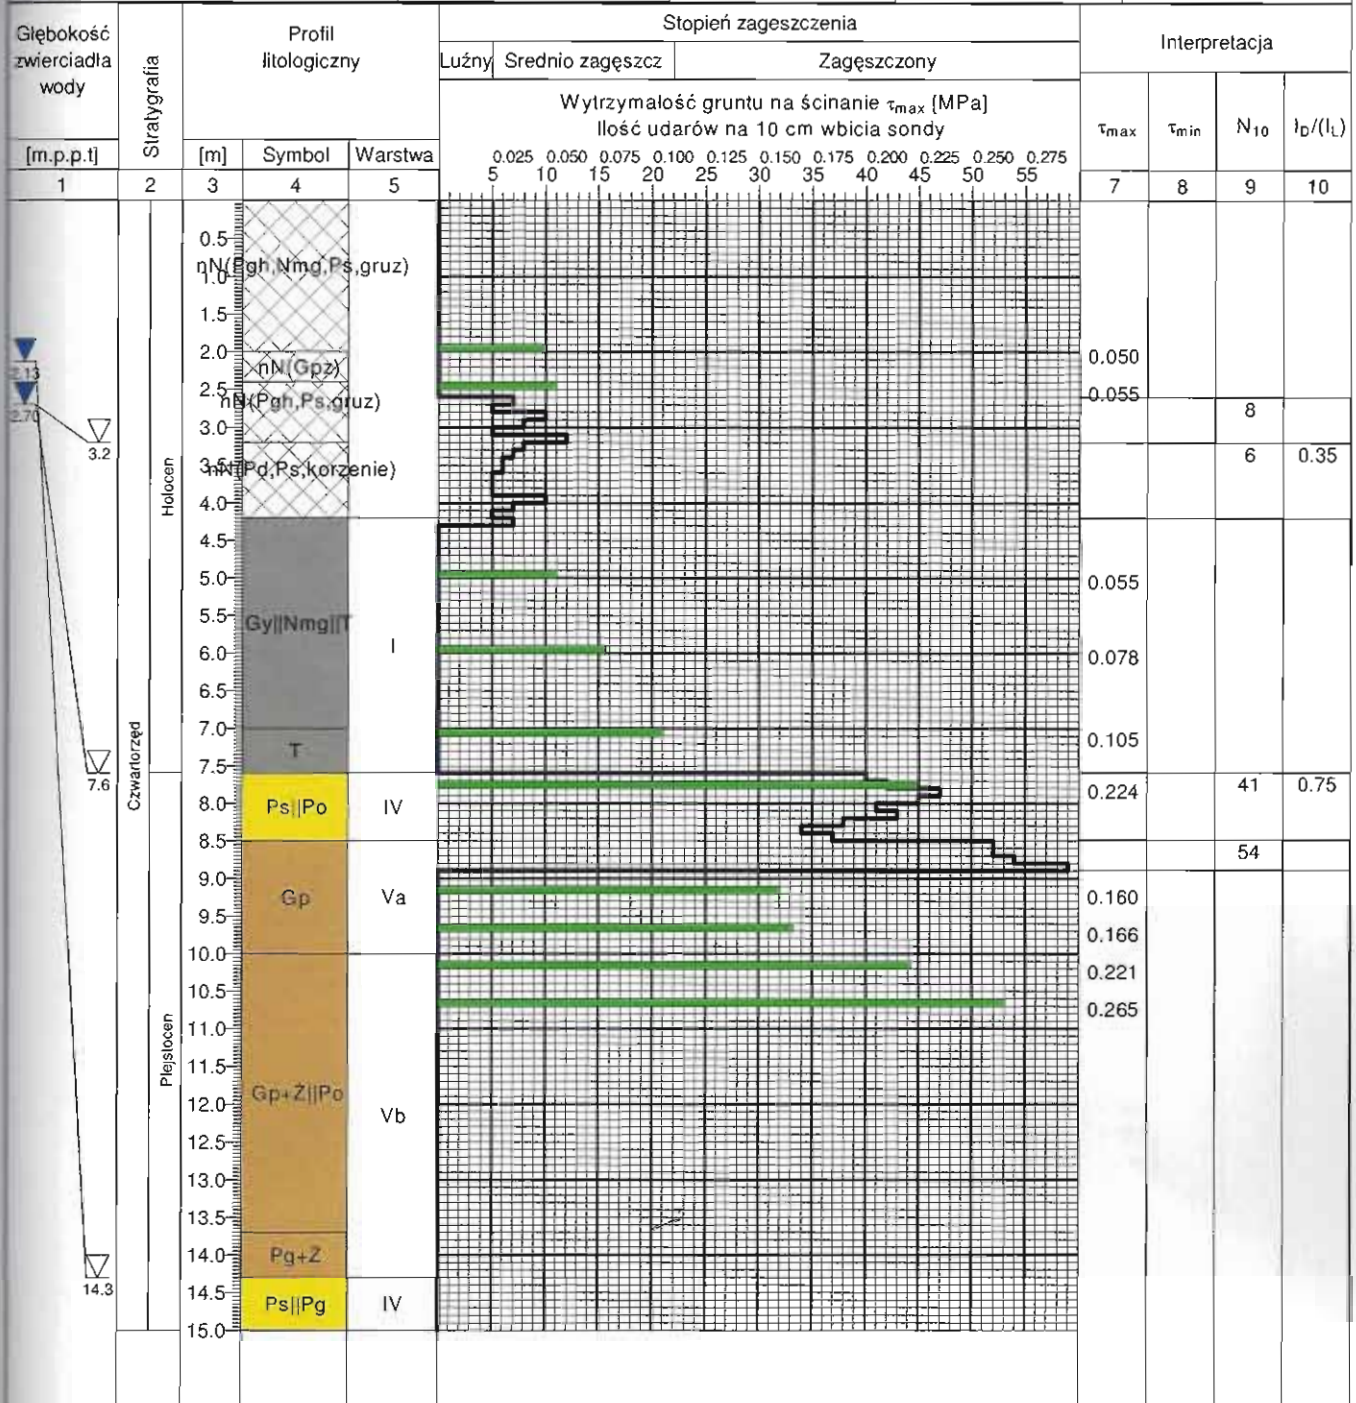 Głębokość
zwierciadła
wody
[m.p.p.t]
1
Stratygrafia
2
Profil
litologiczny
[m]
Symbol
Warstwa
3
4
5
Stopień zageszczenia
Luźny
Srednio zagęszcz
Zagęszczony
Wytrzymałość gruntu na ścinanie τmax [MPa]
Ilość udarów na 10 cm wbicia sondy
0.025 0.050 0.075 0.100 0.125 0.150 0.175 0.200 0.225 0.250 0.275
5 10 15 20 25 30 35 40 45 50 55
Interpretacja
τmax
τmin
N10
ID/(IL)
7
8
9
10
0.5
nN(Pgh,Nmg,Ps,gruz)
1.0
1.5
2.0
nN(Gpz)
2.5
nN(Pgh,Ps,gruz)
3.0
3.5
nN(Pd,Ps,korzenie)
4.0
4.5
5.0
5.5
Gy||Nmg||T
I
6.0
6.5
7.0
T
7.5
8.0
Ps||Po
IV
8.5
9.0
Gp
Va
9.5
10.0
10.5
11.0
11.5
12.0
Gp+Ż||Po
Vb
12.5
13.0
13.5
14.0
Pg+Ż
14.5
Ps||Pg
IV
15.0
2.13
2.70
3.2
7.6
14.3
Czwartorzęd
Holocen
Plejstocen
0.050
0.055
8
6 0.35
0.055
0.078
0.105
0.224 41 0.75
54
0.160
0.166
0.221
0.265